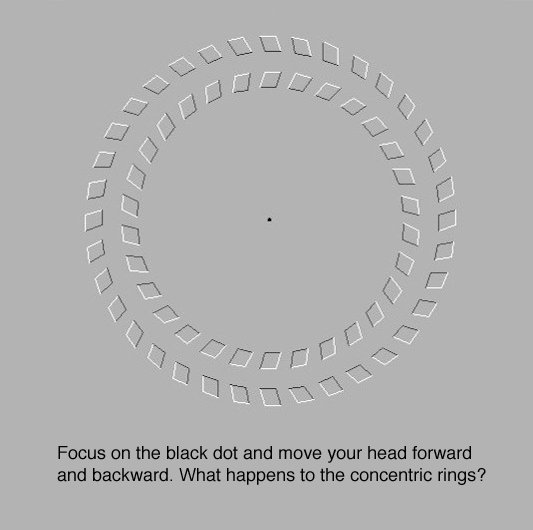 Focus on the black dot and move your head forward
and backward. What happens to the concentric rings?